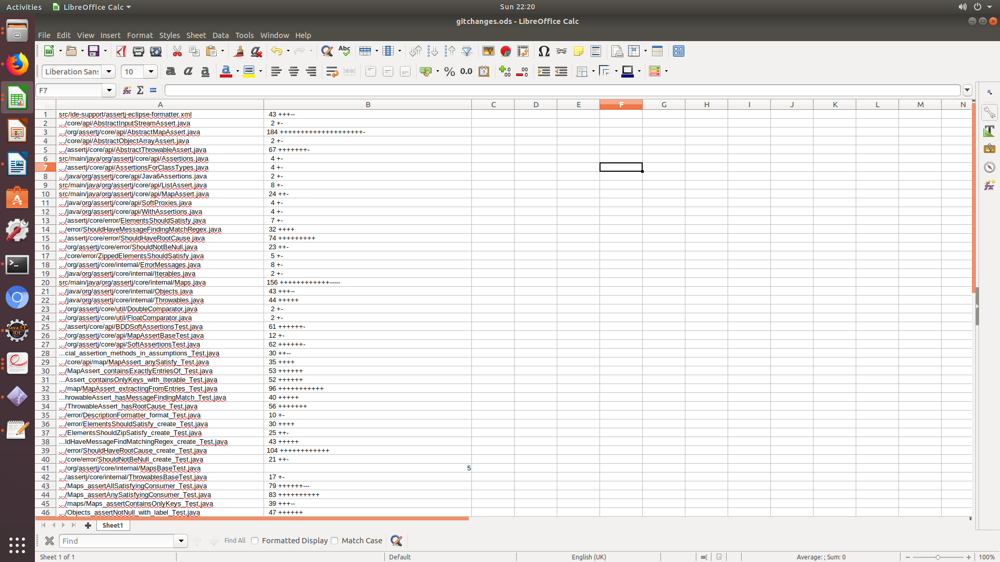 Activities LibreOffice Calc Sun 22:20
gitchanges.ods - LibreOffice Calc
File Edit View Insert Format Styles Sheet Data Tools Window Help
Liberation Sans 10
F7
A B C D E F G H I J K L M N
1 src/ide-support/assertj-eclipse-formatter.xml 43 +++--
2 .../core/api/AbstractInputStreamAssert.java 2 +-
3 .../org/assertj/core/api/AbstractMapAssert.java 184 ++++++++++++++++++++-
4 .../core/api/AbstractObjectArrayAssert.java 2 +-
5 .../assertj/core/api/AbstractThrowableAssert.java 67 +++++++-
6 src/main/java/org/assertj/core/api/Assertions.java 4 +-
7 .../assertj/core/api/AssertionsForClassTypes.java 4 +-
8 .../java/org/assertj/core/api/Java6Assertions.java 2 +-
9 src/main/java/org/assertj/core/api/ListAssert.java 8 +-
10 src/main/java/org/assertj/core/api/MapAssert.java 24 ++-
11 .../java/org/assertj/core/api/SoftProxies.java 4 +-
12 .../java/org/assertj/core/api/WithAssertions.java 4 +-
13 .../assertj/core/error/ElementsShouldSatisfy.java 7 +-
14 .../error/ShouldHaveMessageFindingMatchRegex.java 32 ++++
15 .../assertj/core/error/ShouldHaveRootCause.java 74 +++++++++
16 .../org/assertj/core/error/ShouldNotBeNull.java 23 ++-
17 .../core/error/ZippedElementsShouldSatisfy.java 5 +-
18 .../org/assertj/core/internal/ErrorMessages.java 8 +-
19 .../java/org/assertj/core/internal/Iterables.java 2 +-
20 src/main/java/org/assertj/core/internal/Maps.java 156 ++++++++++++-----
21 .../java/org/assertj/core/internal/Objects.java 43 +++--
22 .../java/org/assertj/core/internal/Throwables.java 44 +++++
23 .../org/assertj/core/util/DoubleComparator.java 2 +-
24 .../org/assertj/core/util/FloatComparator.java 2 +-
25 .../assertj/core/api/BDDSoftAssertionsTest.java 61 ++++++-
26 .../org/assertj/core/api/MapAssertBaseTest.java 12 +-
27 .../org/assertj/core/api/SoftAssertionsTest.java 62 ++++++-
28 ...cial_assertion_methods_in_assumptions_Test.java 30 ++--
29 .../core/api/map/MapAssert_anySatisfy_Test.java 35 ++++
30 .../MapAssert_containsExactlyEntriesOf_Test.java 53 ++++++
31 ...Assert_containsOnlyKeys_with_Iterable_Test.java 52 ++++++
32 .../map/MapAssert_extractingFromEntries_Test.java 96 +++++++++++
33 ...hrowableAssert_hasMessageFindingMatch_Test.java 40 +++++
34 .../ThrowableAssert_hasRootCause_Test.java 56 +++++++
35 .../error/DescriptionFormatter_format_Test.java 10 +-
36 .../error/ElementsShouldSatisfy_create_Test.java 30 ++++
37 .../ElementsShouldZipSatisfy_create_Test.java 25 ++-
38 ...ldHaveMessageFindMatchingRegex_create_Test.java 43 +++++
39 .../error/ShouldHaveRootCause_create_Test.java 104 ++++++++++++
40 .../core/error/ShouldNotBeNull_create_Test.java 21 ++-
41 .../org/assertj/core/internal/MapsBaseTest.java 5
42 .../assertj/core/internal/ThrowablesBaseTest.java 17 +-
43 .../Maps_assertAllSatisfyingConsumer_Test.java 79 ++++++---
44 .../Maps_assertAnySatisfyingConsumer_Test.java 83 ++++++++++
45 .../maps/Maps_assertContainsOnlyKeys_Test.java 39 +++--
46 .../Objects_assertNotNull_with_label_Test.java 47 ++++++
Sheet1
Find Find All Formatted Display Match Case
Sheet 1 of 1 Default English (UK) Average: ; Sum: 0 100%